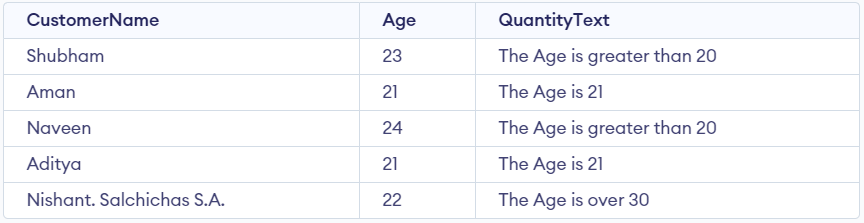 CustomerName Age QuantityText
Shubham 23 The Age is greater than 20
Aman 21 The Age is 21
Naveen 24 The Age is greater than 20
Aditya 21 The Age is 21
Nishant. Salchichas S.A. 22 The Age is over 30